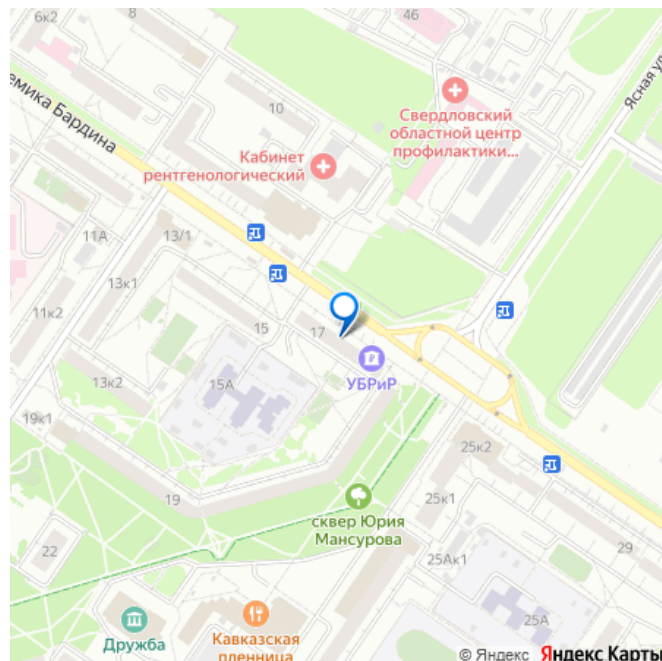 6к2
8
46
емика Бардина
10
Ясная ул
Свердловский
областной центр
профилактики...
Кабинет
рентгенологический
11А
13/1
13к1
11к2
15
17
УБРиР
15А
13к2
19к1
25к2
19
25к1
сквер Юрия
Мансурова
22
25Ак1
29
25А
Дружба
Кавказская
пленница
© Яндекс Яндекс Карты